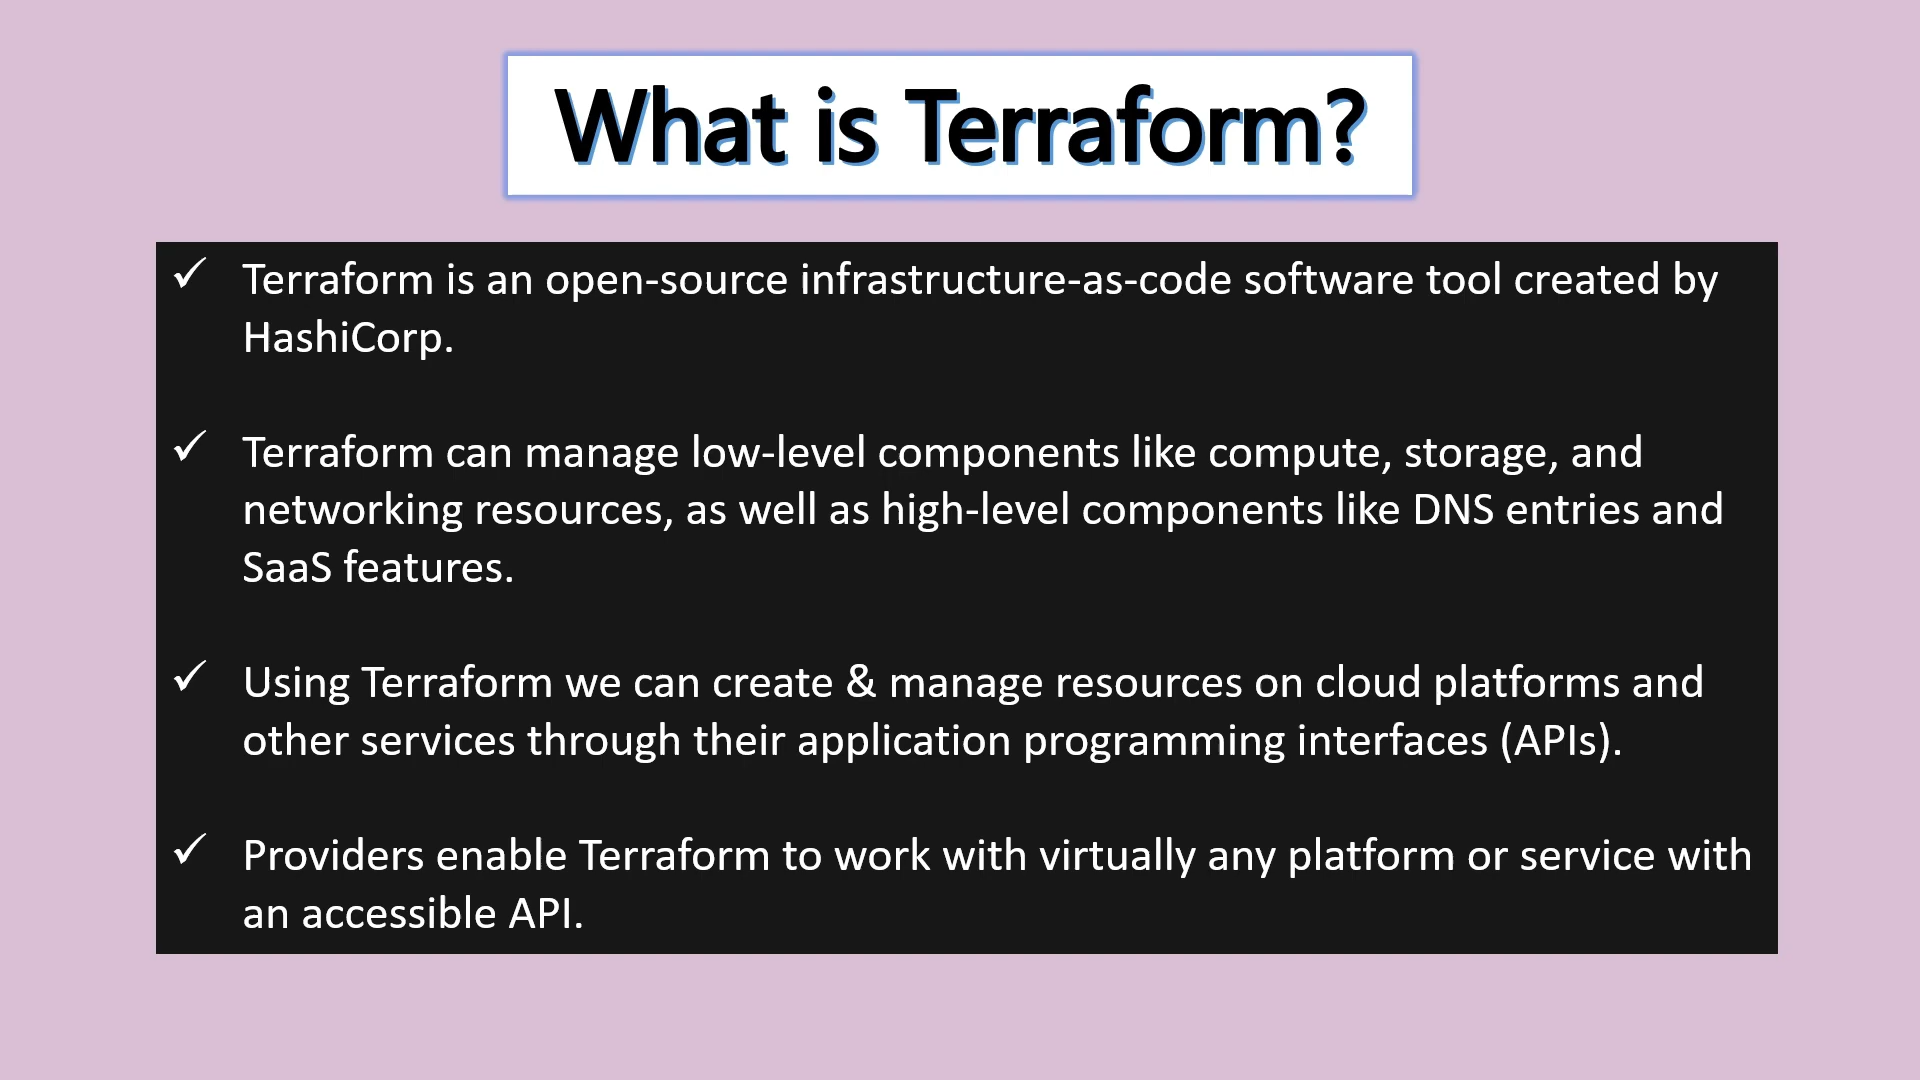 What is Terraform?
✓ Terraform is an open-source infrastructure-as-code software tool created by
HashiCorp.
✓ Terraform can manage low-level components like compute, storage, and
networking resources, as well as high-level components like DNS entries and
SaaS features.
✓ Using Terraform we can create & manage resources on cloud platforms and
other services through their application programming interfaces (APIs).
✓ Providers enable Terraform to work with virtually any platform or service with
an accessible API.